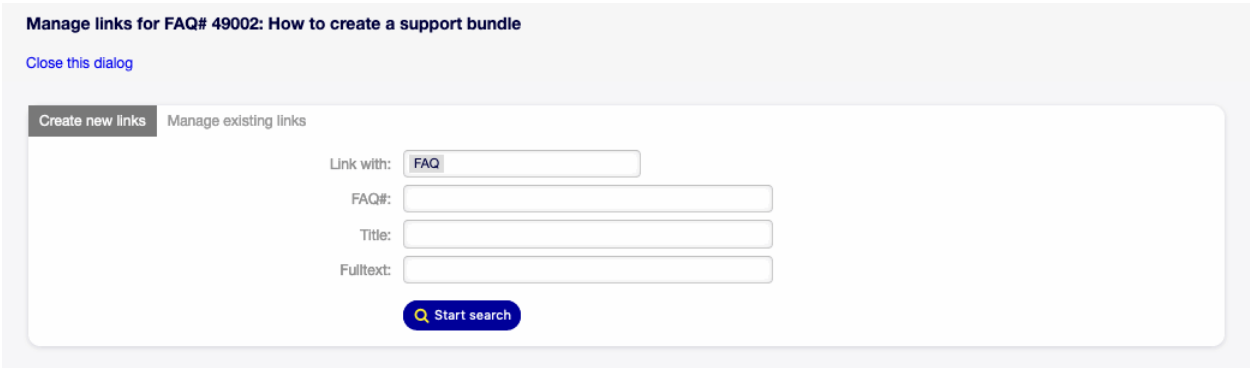 Manage links for FAQ# 49002: How to create a support bundle
Close this dialog
Create new links Manage existing links
Link with: FAQ
FAQ#:
Title:
Fulltext:
Start search